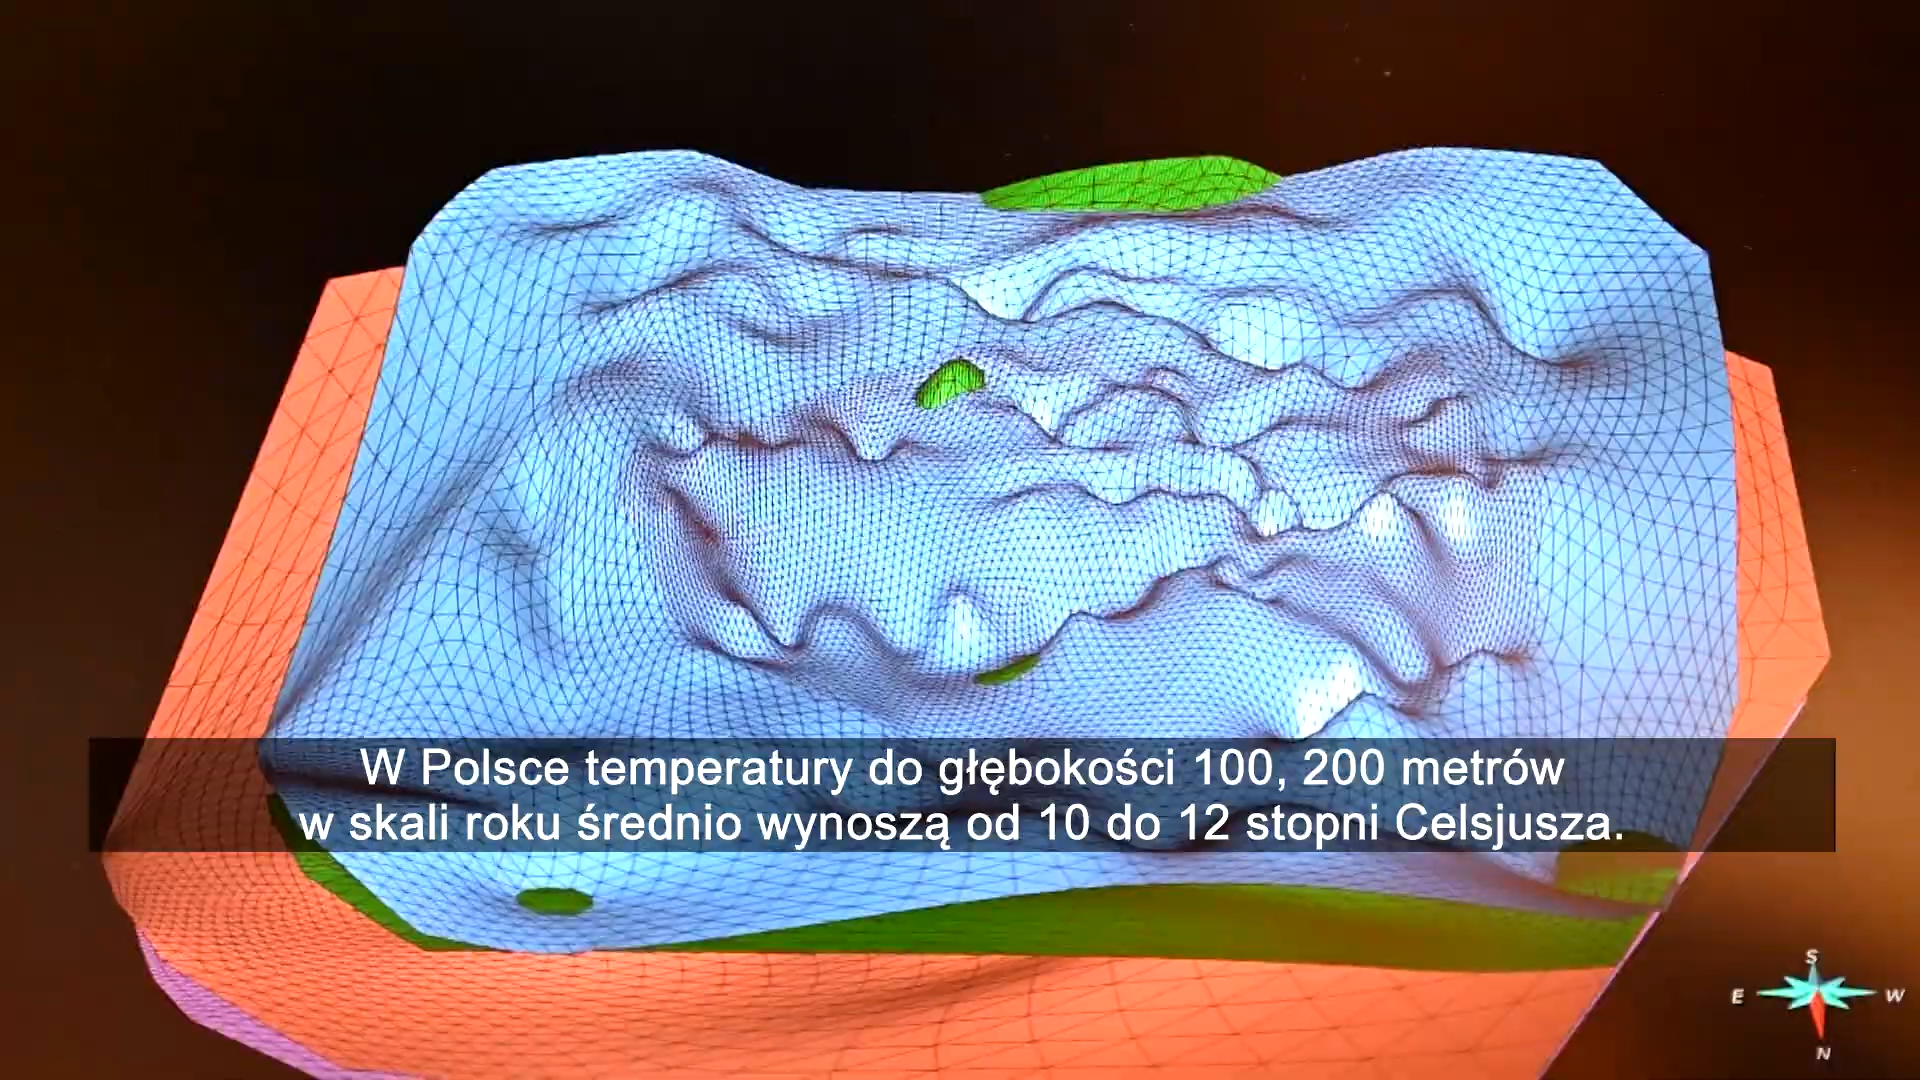 W Polsce temperatury do głębokości 100, 200 metrów
w skali roku średnio wynoszą od 10 do 12 stopni Celsjusza.
S
E W
N